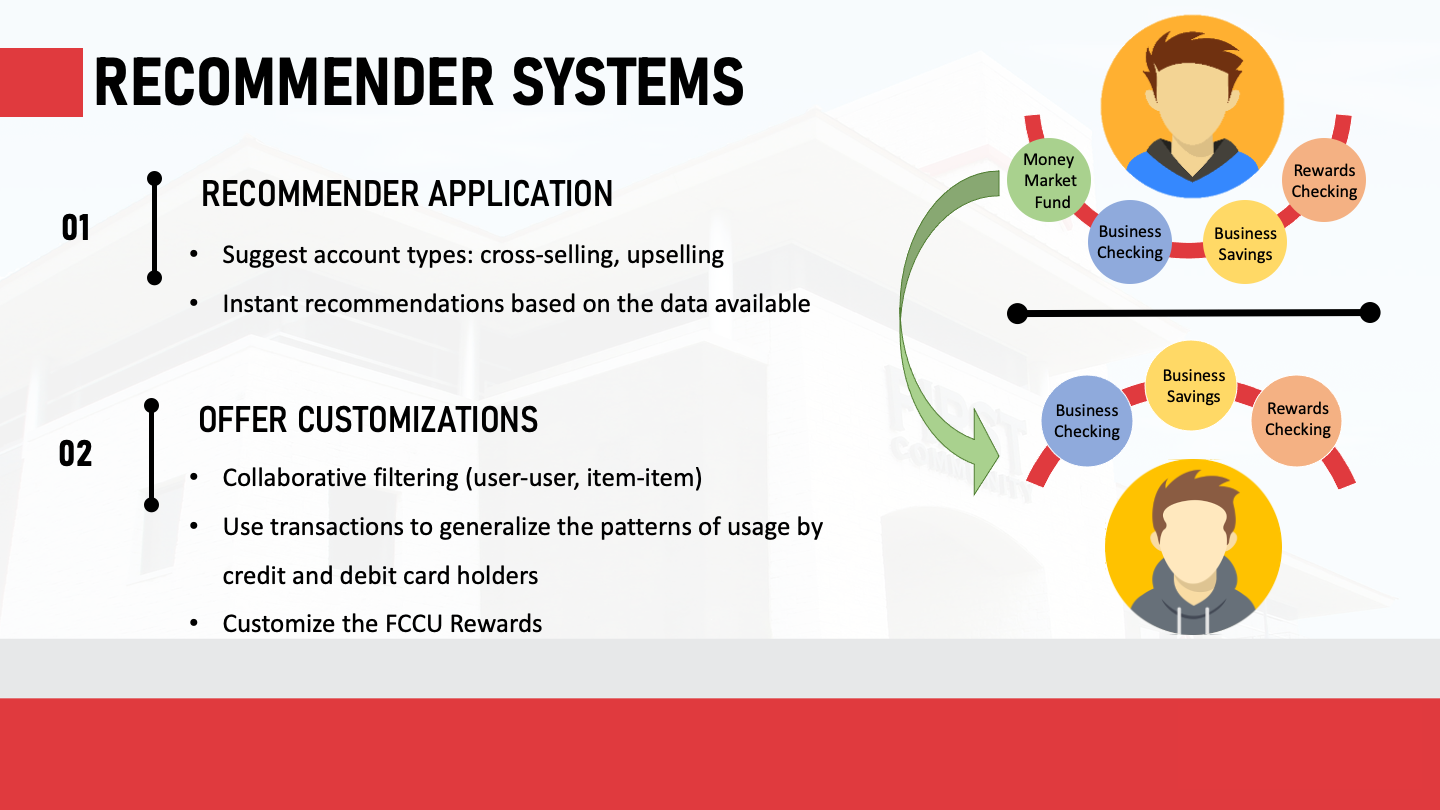 RECOMMENDER SYSTEMS
01
RECOMMENDER APPLICATION
• Suggest account types: cross-selling, upselling
• Instant recommendations based on the data available
02
OFFER CUSTOMIZATIONS
• Collaborative filtering (user-user, item-item)
• Use transactions to generalize the patterns of usage by
credit and debit card holders
• Customize the FCCU Rewards
Money
Market
Fund
Business
Checking
Business
Savings
Rewards
Checking
Business
Checking
Business
Savings
Rewards
Checking
FIRST
COMMUNITY